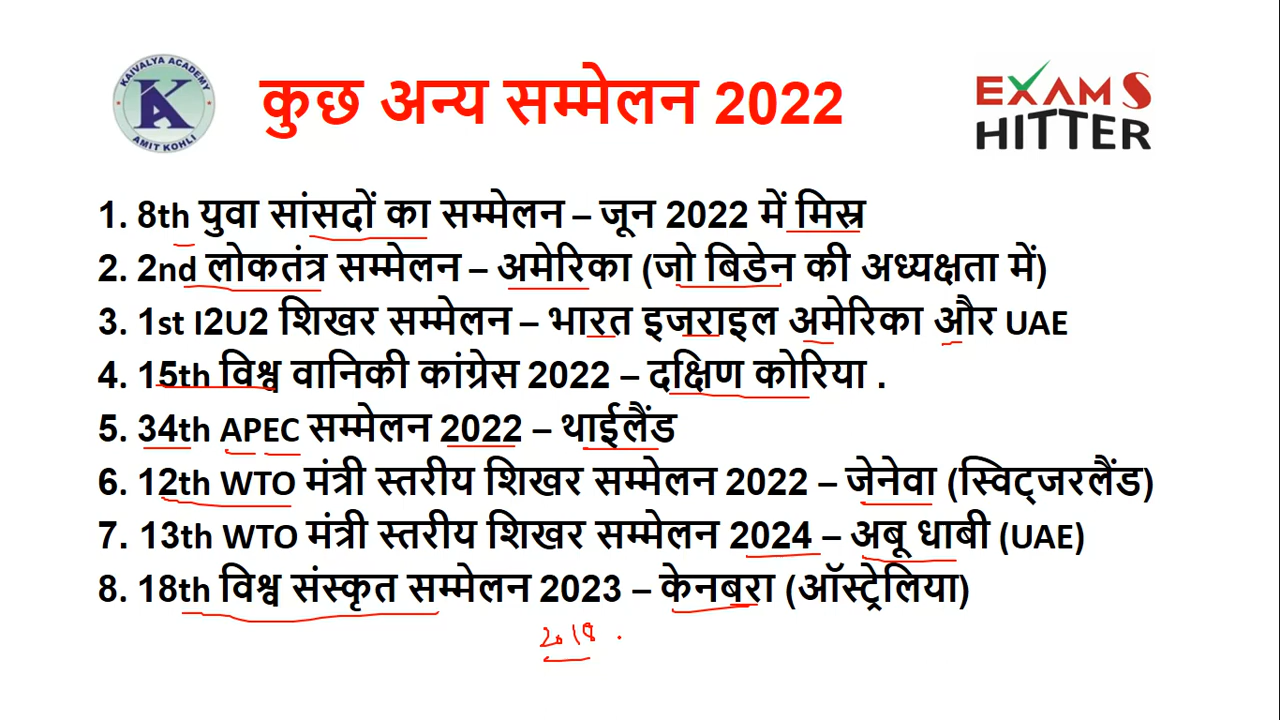 KAIVALYA ACADEMY
KA
AMIT KOHLI
कुछ अन्य सम्मेलन 2022
EXAMS
HITTER
1. 8th युवा सांसदों का सम्मेलन – जून 2022 में मिस्र
2. 2nd लोकतंत्र सम्मेलन – अमेरिका (जो बिडेन की अध्यक्षता में)
3. 1st I2U2 शिखर सम्मेलन – भारत इजराइल अमेरिका और UAE
4. 15th विश्व वानिकी कांग्रेस 2022 – दक्षिण कोरिया .
5. 34th APEC सम्मेलन 2022 – थाईलैंड
6. 12th WTO मंत्री स्तरीय शिखर सम्मेलन 2022 – जेनेवा (स्विट्जरलैंड)
7. 13th WTO मंत्री स्तरीय शिखर सम्मेलन 2024 – अबू धाबी (UAE)
8. 18th विश्व संस्कृत सम्मेलन 2023 – केनबरा (ऑस्ट्रेलिया)
2018 .